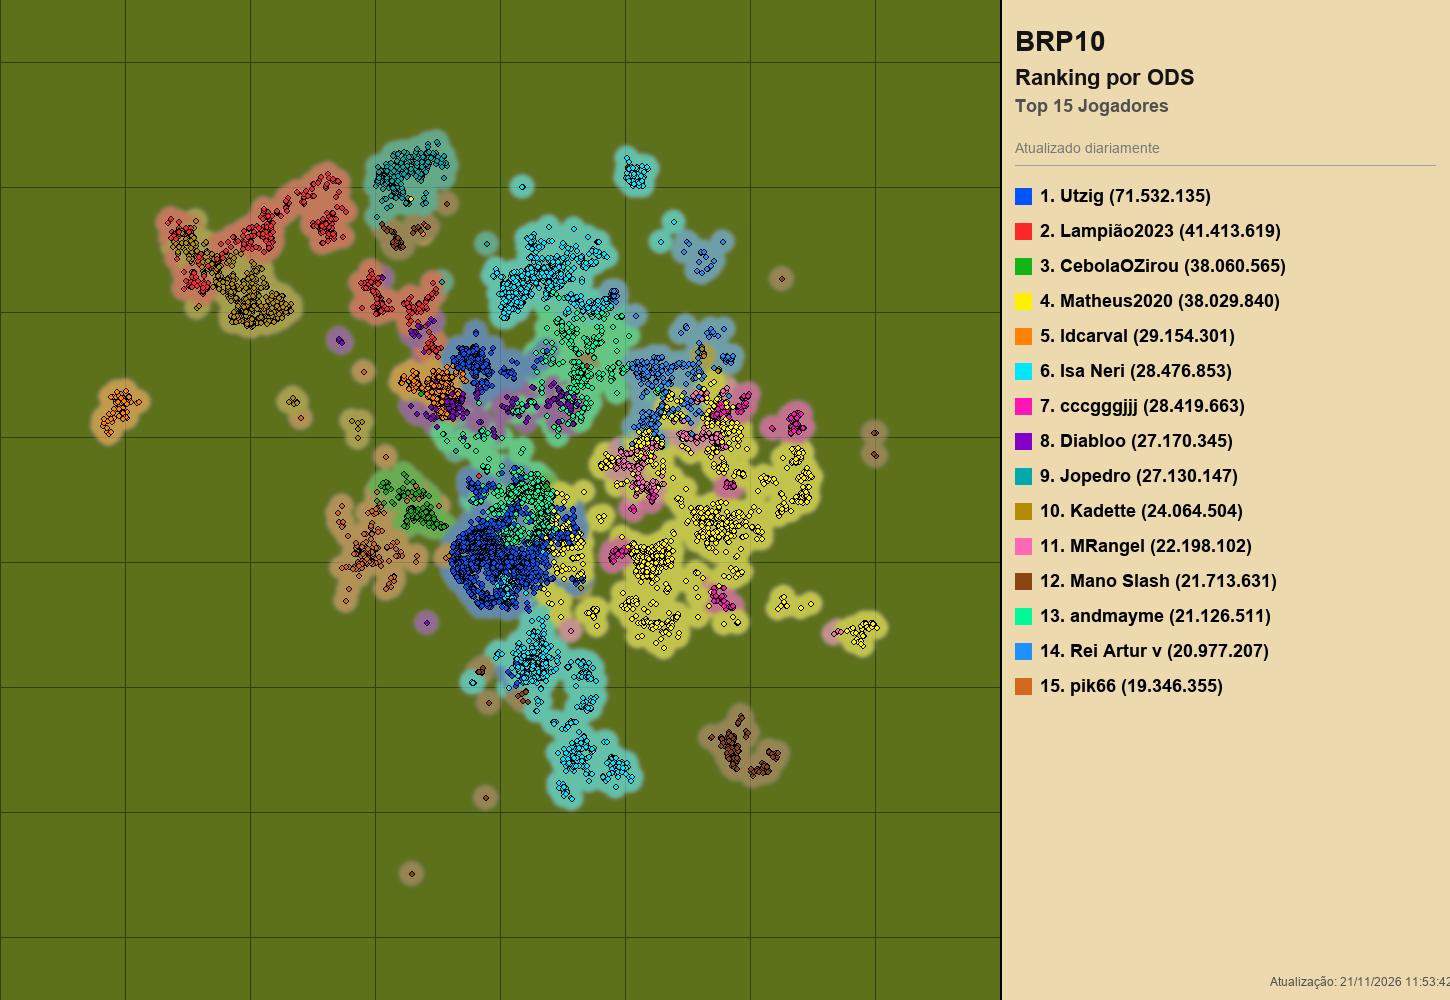 BRP10
Ranking por ODS
Top 15 Jogadores
Atualizado diariamente
1. Utzig (71.532.135)
2. Lampião2023 (41.413.619)
3. CebolaOZirou (38.060.565)
4. Matheus2020 (38.029.840)
5. ldcarval (29.154.301)
6. Isa Neri (28.476.853)
7. cccgggjjj (28.419.663)
8. Diabloo (27.170.345)
9. Jopedro (27.130.147)
10. Kadette (24.064.504)
11. MRangel (22.198.102)
12. Mano Slash (21.713.631)
13. andmayme (21.126.511)
14. Rei Artur v (20.977.207)
15. pik66 (19.346.355)
Atualização: 21/11/2026 11:53:42